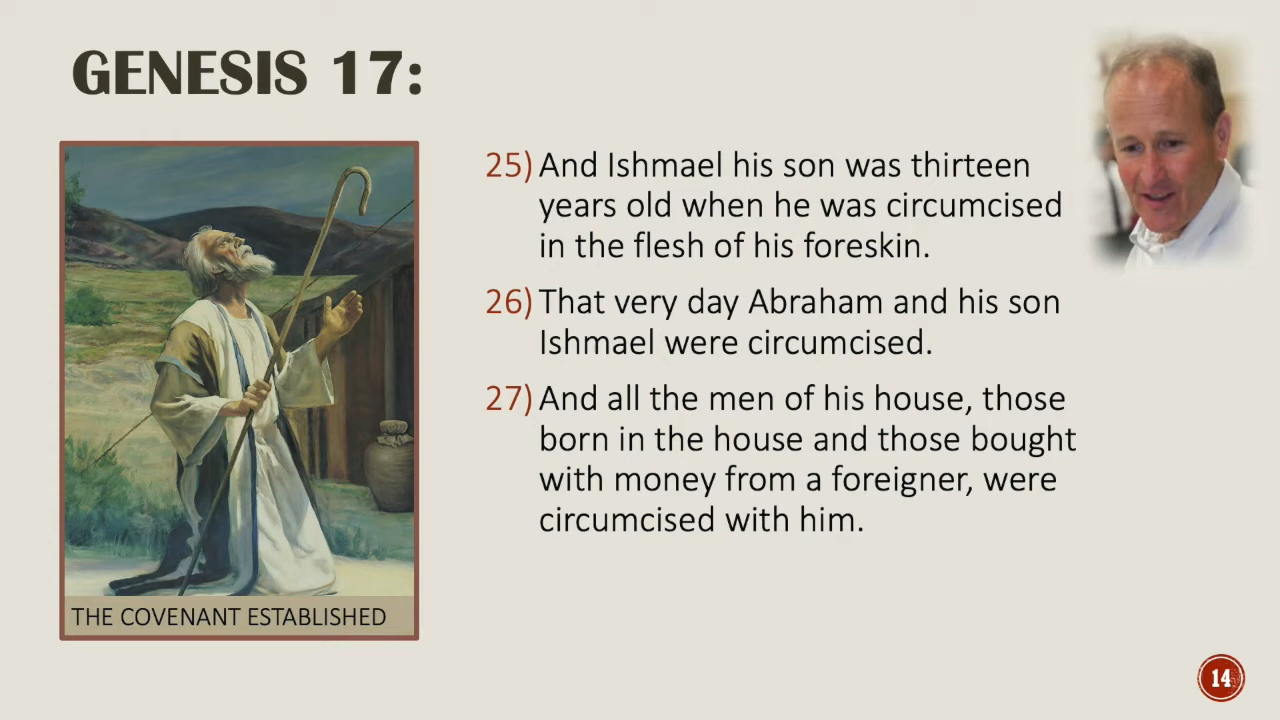 GENESIS 17:
25) And Ishmael his son was thirteen
years old when he was circumcised
in the flesh of his foreskin.
26) That very day Abraham and his son
Ishmael were circumcised.
27) And all the men of his house, those
born in the house and those bought
with money from a foreigner, were
circumcised with him.
THE COVENANT ESTABLISHED
14